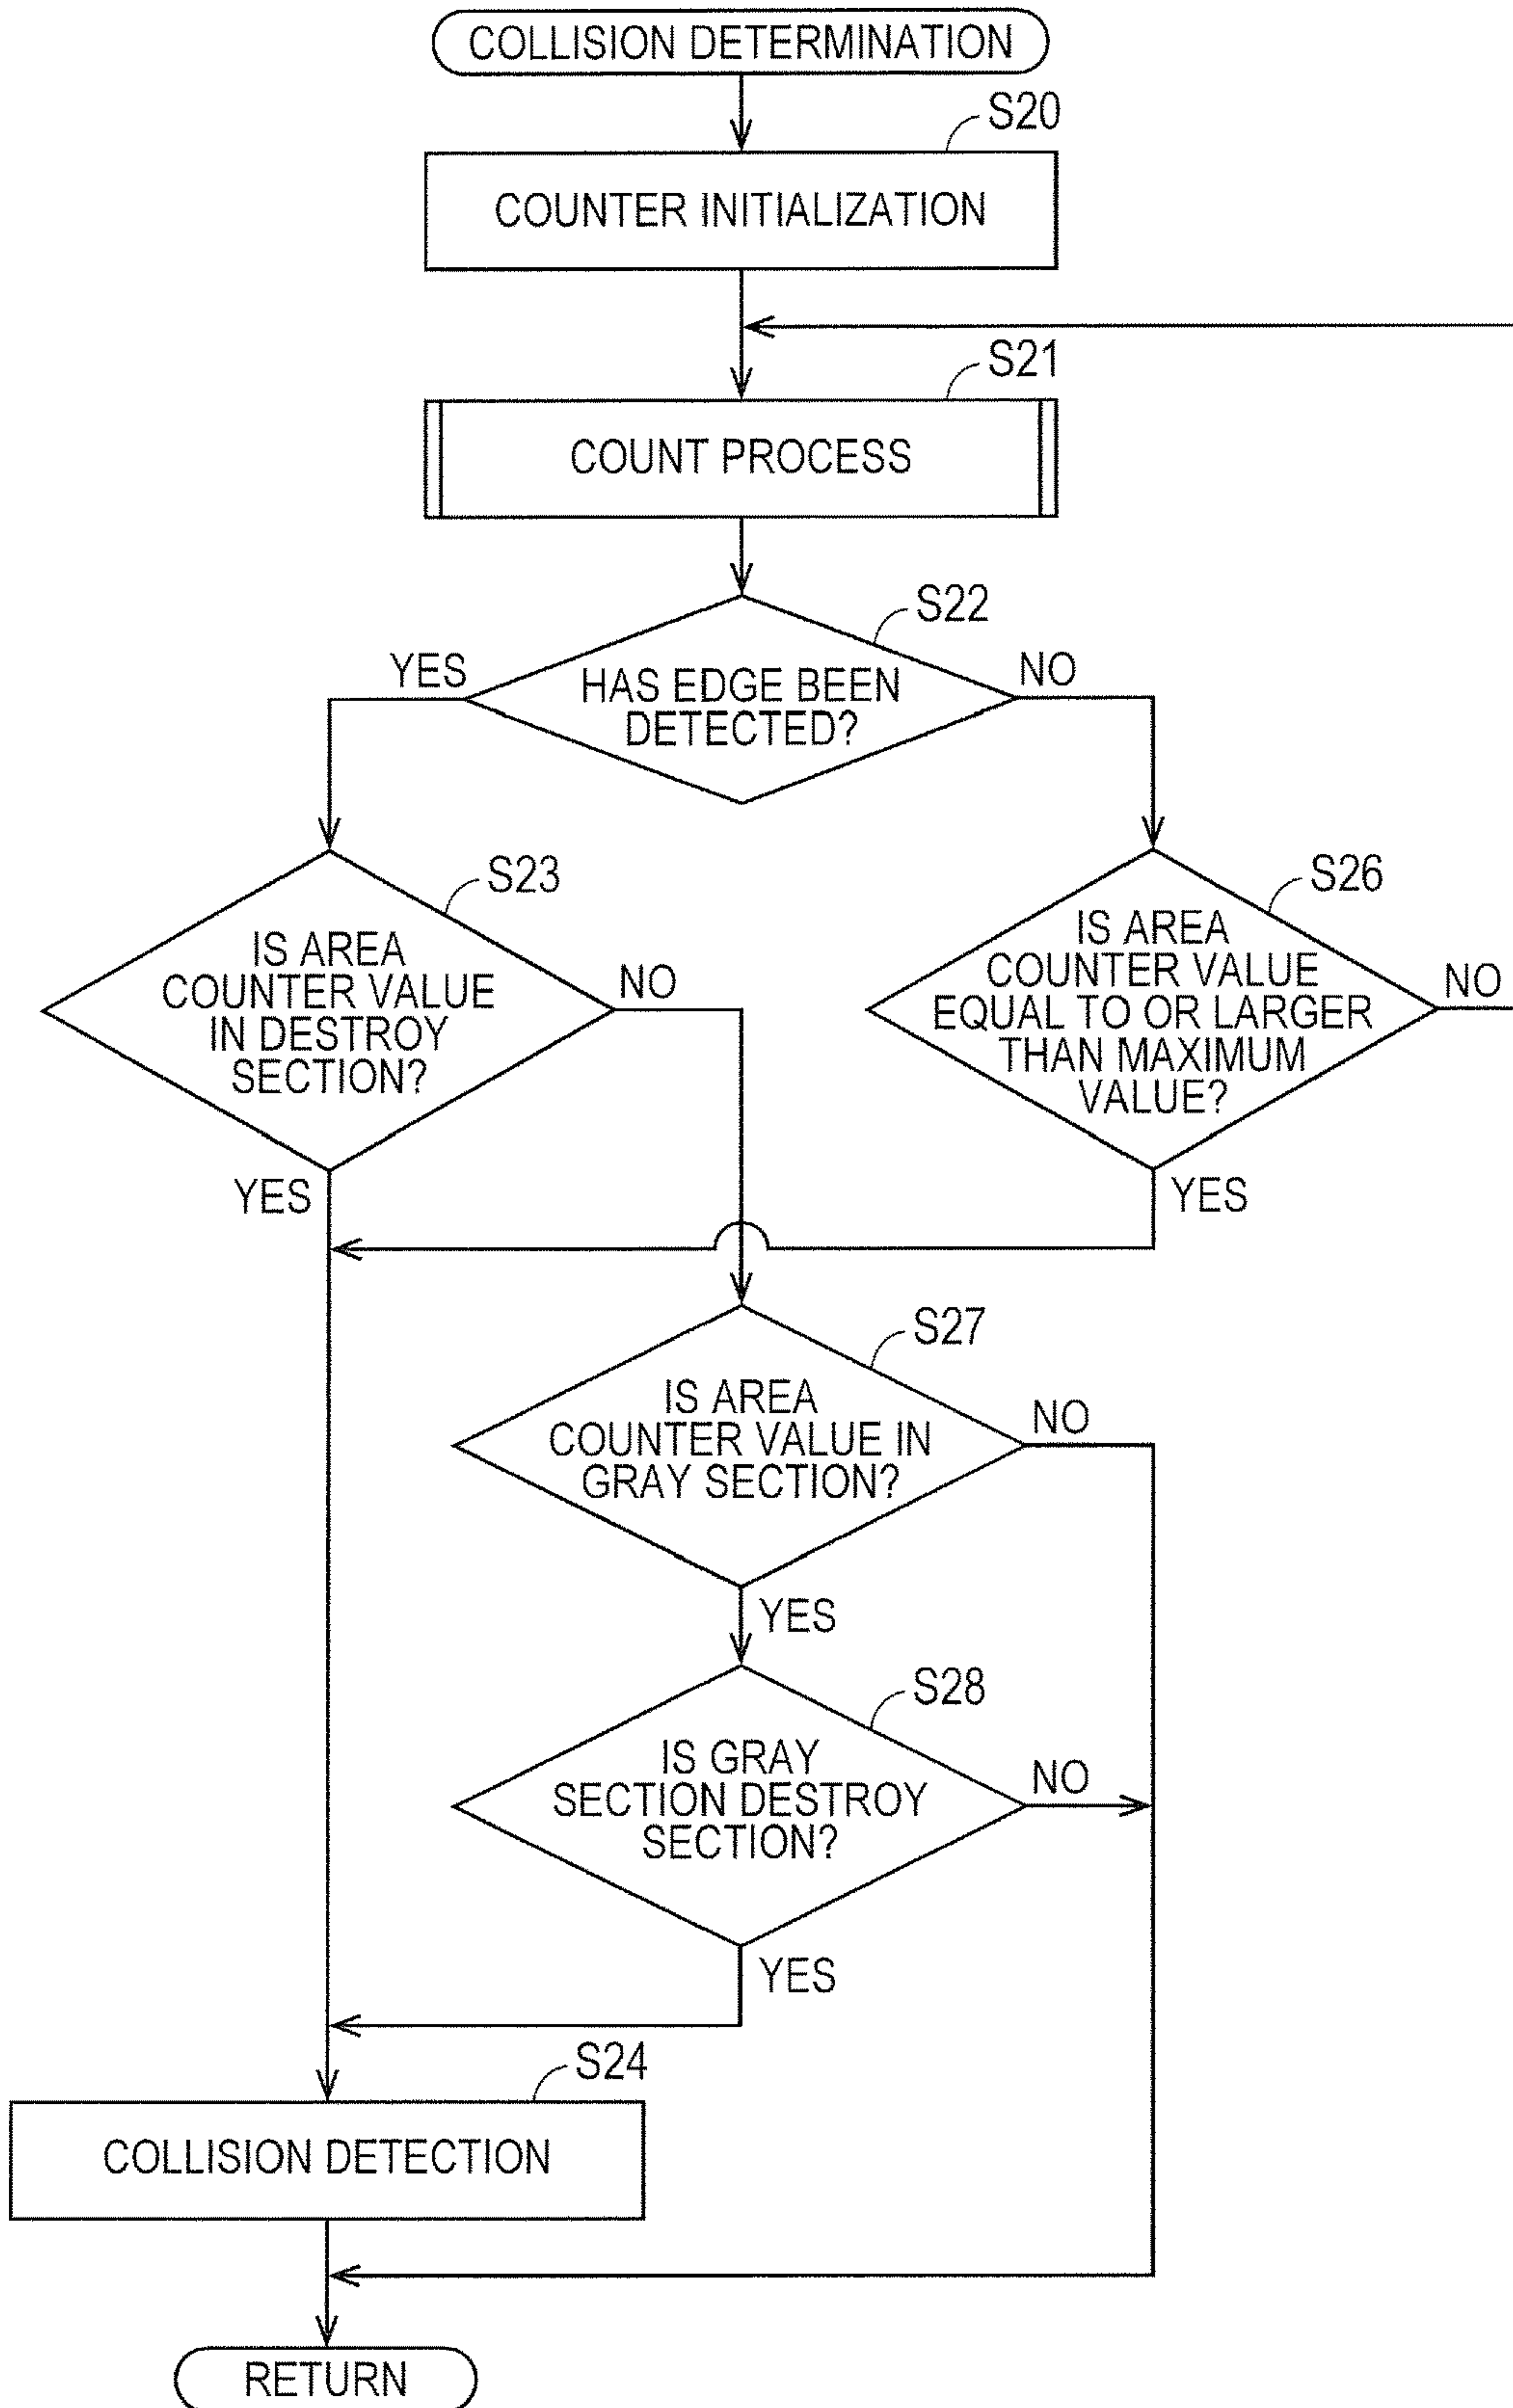 COLLISION DETERMINATION
S20
COUNTER INITIALIZATION
S21
COUNT PROCESS
S22
YES
HAS EDGE BEEN
DETECTED?
NO
S23
IS AREA
COUNTER VALUE
IN DESTROY
SECTION?
NO
YES
S26
IS AREA
COUNTER VALUE
EQUAL TO OR LARGER
THAN MAXIMUM
VALUE?
NO
YES
S27
IS AREA
COUNTER VALUE IN
GRAY SECTION?
NO
YES
S28
IS GRAY
SECTION DESTROY
SECTION?
NO
YES
S24
COLLISION DETECTION
RETURN